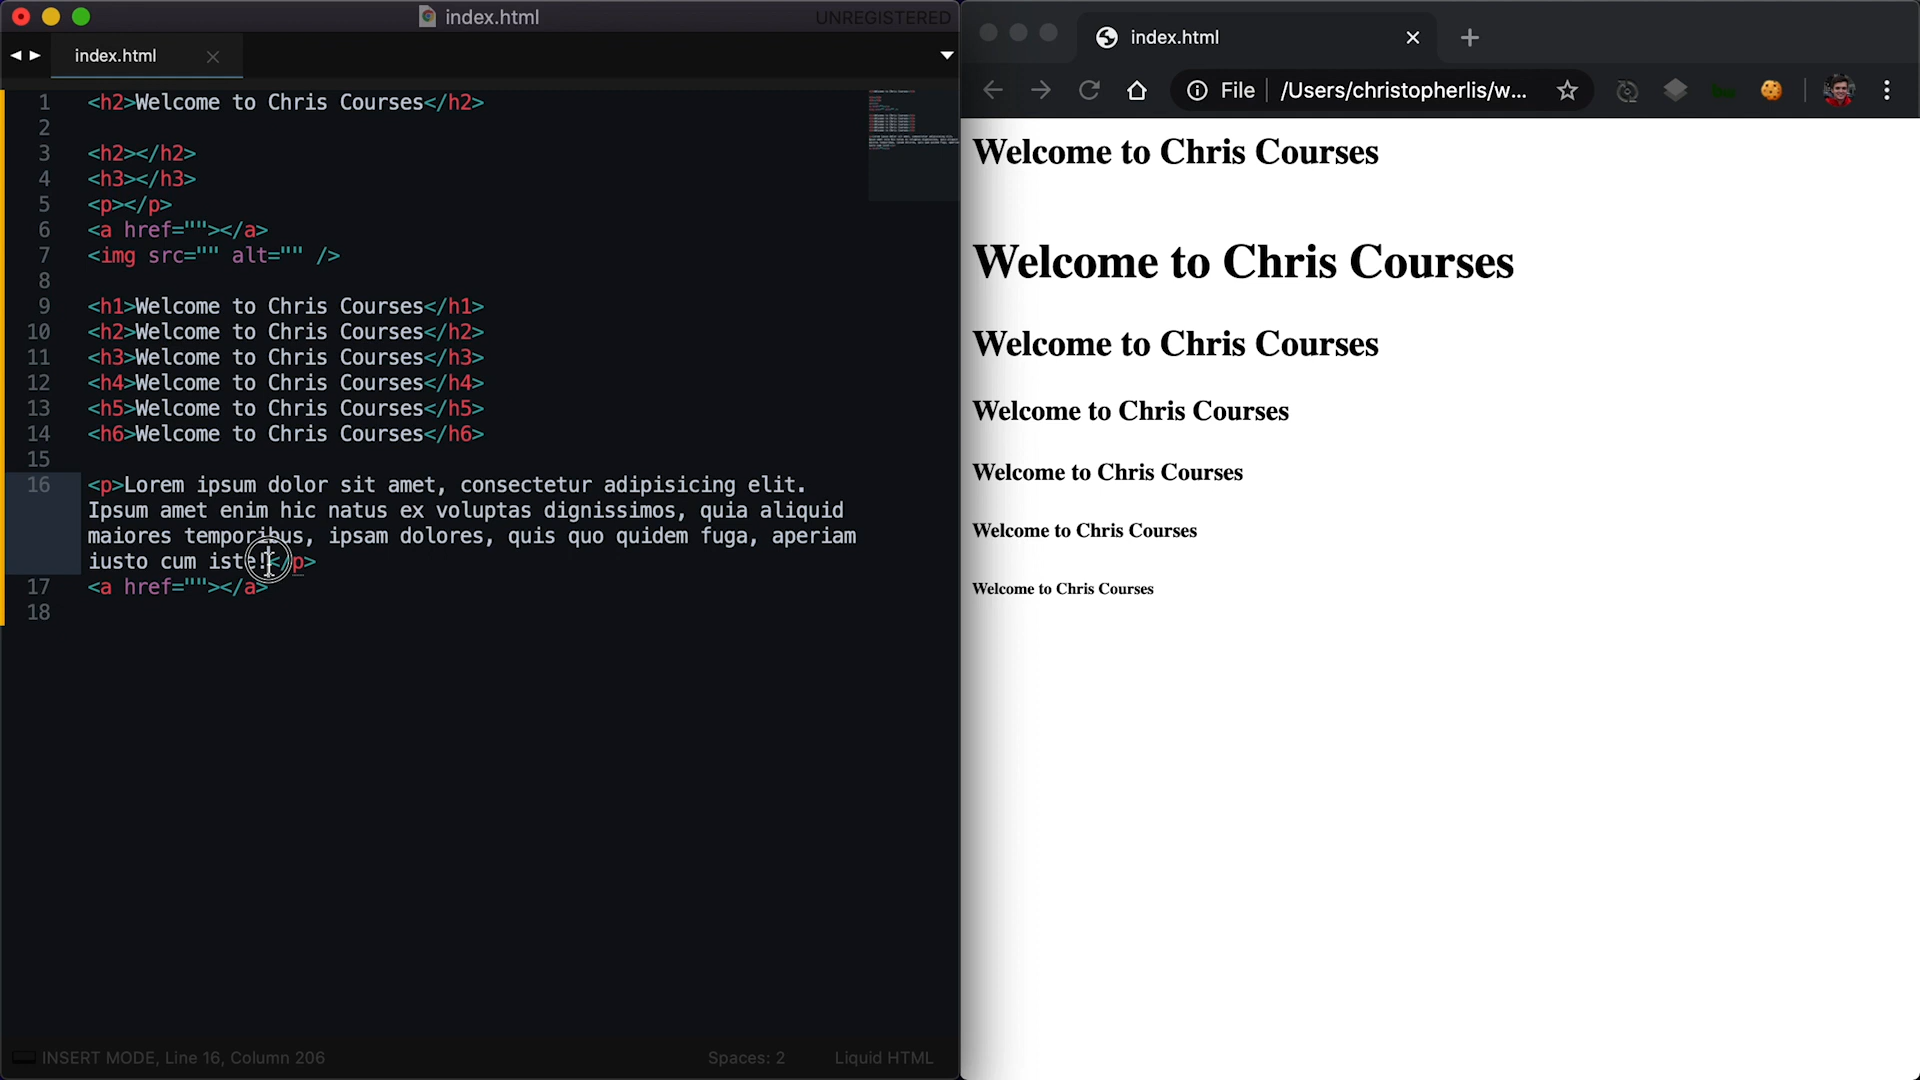 index.html
UNREGISTERED
index.html
1 <h2>Welcome to Chris Courses</h2>
2
3 <h2></h2>
4 <h3></h3>
5 <p></p>
6 <a href=""></a>
7 <img src="" alt="" />
8
9 <h1>Welcome to Chris Courses</h1>
10 <h2>Welcome to Chris Courses</h2>
11 <h3>Welcome to Chris Courses</h3>
12 <h4>Welcome to Chris Courses</h4>
13 <h5>Welcome to Chris Courses</h5>
14 <h6>Welcome to Chris Courses</h6>
15
16 <p>Lorem ipsum dolor sit amet, consectetur adipisicing elit.
Ipsum amet enim hic natus ex voluptas dignissimos, quia aliquid
maiores temporibus, ipsam dolores, quis quo quidem fuga, aperiam
iusto cum iste!</p>
17 <a href=""></a>
18
INSERT MODE, Line 16, Column 206
Spaces: 2
Liquid HTML
index.html
File
/Users/christopherlis/w...
Welcome to Chris Courses
Welcome to Chris Courses
Welcome to Chris Courses
Welcome to Chris Courses
Welcome to Chris Courses
Welcome to Chris Courses
Welcome to Chris Courses